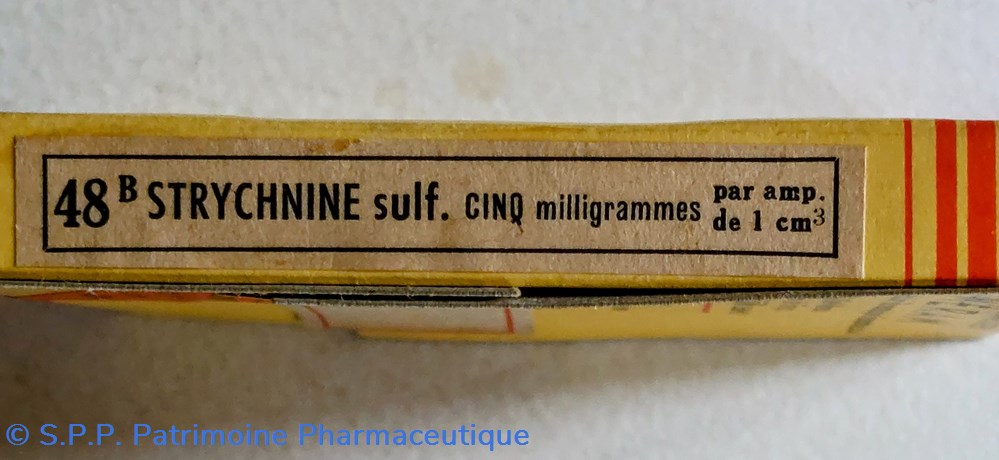 48 B STRYCHNINE sulf. CINQ milligrammes par amp.
de 1 cm³
© S.P.P. Patrimoine Pharmaceutique